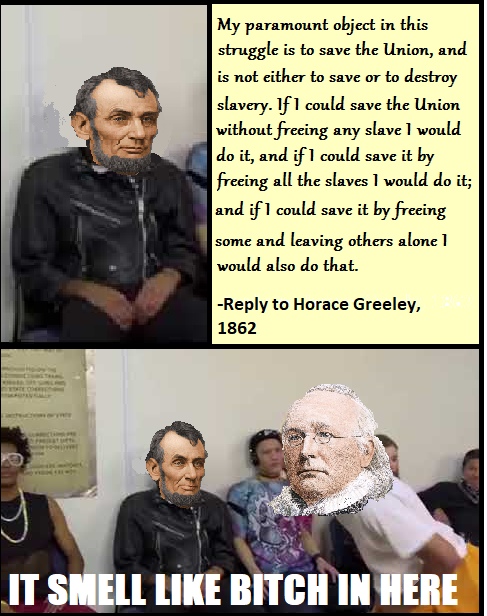 My paramount object in this
struggle is to save the Union, and
is not either to save or to destroy
slavery. If I could save the Union
without freeing any slave I would
do it, and if I could save it by
freeing all the slaves I would do it;
and if I could save it by freeing
some and leaving others alone I
would also do that.
-Reply to Horace Greeley,
1862
IT SMELL LIKE BITCH IN HERE